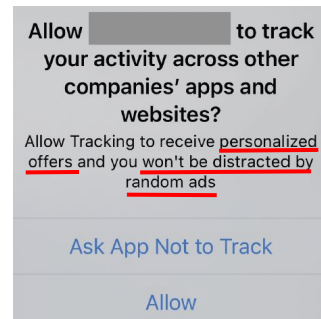 Allow to track
your activity across other
companies' apps and
websites?
Allow Tracking to receive personalized
offers and you won't be distracted by
random ads
Ask App Not to Track
Allow